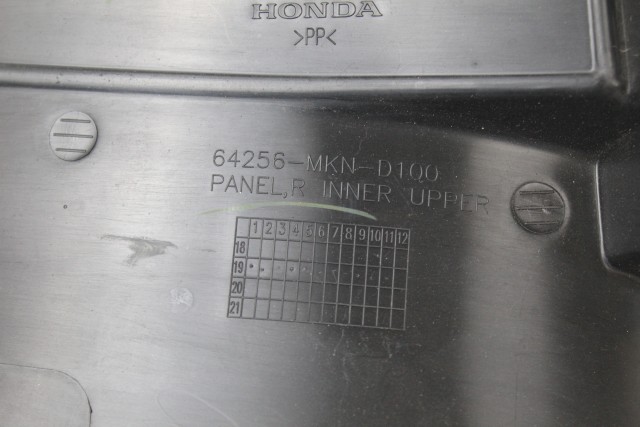 HONDA
>PP<
64256-MKN-D100
PANEL,R INNER UPPER
1 2 3 4 5 6 7 8 9 10 11 12
18
19
20
21